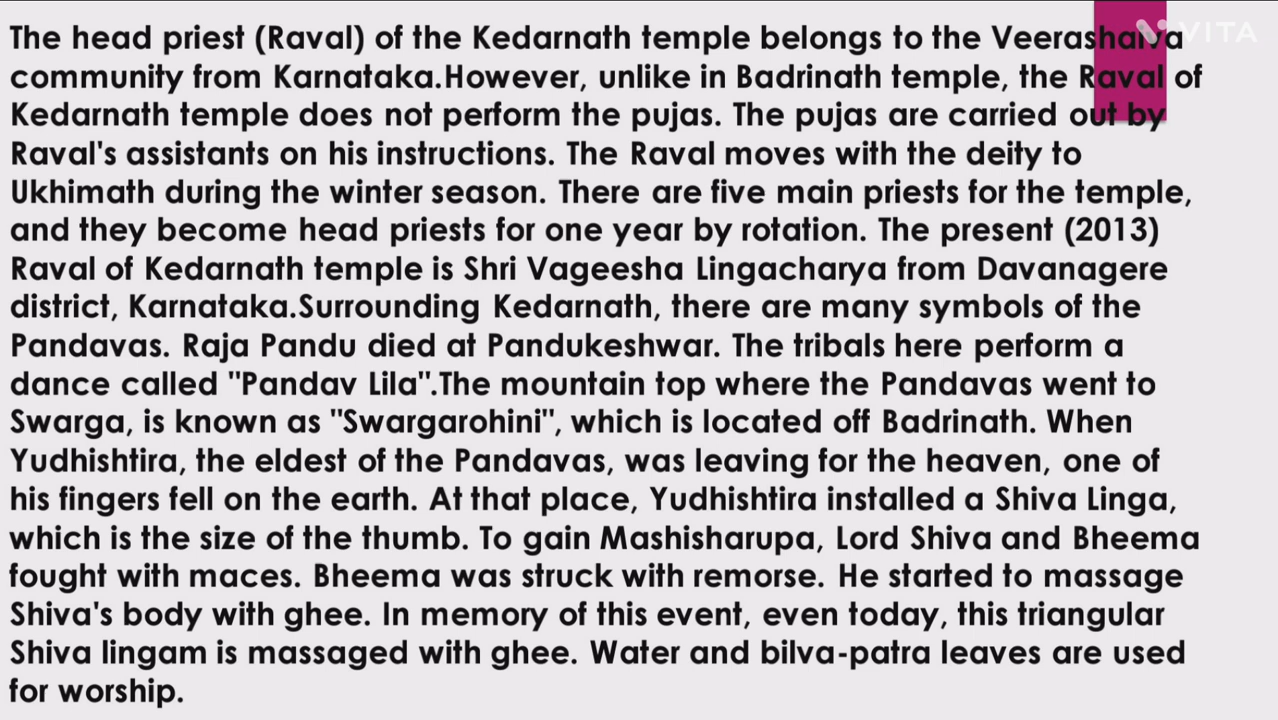 The head priest (Raval) of the Kedarnath temple belongs to the Veerashaiva
community from Karnataka.However, unlike in Badrinath temple, the Raval of
Kedarnath temple does not perform the pujas. The pujas are carried out by
Raval's assistants on his instructions. The Raval moves with the deity to
Ukhimath during the winter season. There are five main priests for the temple,
and they become head priests for one year by rotation. The present (2013)
Raval of Kedarnath temple is Shri Vageesha Lingacharya from Davanagere
district, Karnataka.Surrounding Kedarnath, there are many symbols of the
Pandavas. Raja Pandu died at Pandukeshwar. The tribals here perform a
dance called "Pandav Lila".The mountain top where the Pandavas went to
Swarga, is known as "Swargarohini", which is located off Badrinath. When
Yudhishtira, the eldest of the Pandavas, was leaving for the heaven, one of
his fingers fell on the earth. At that place, Yudhishtira installed a Shiva Linga,
which is the size of the thumb. To gain Mashisharupa, Lord Shiva and Bheema
fought with maces. Bheema was struck with remorse. He started to massage
Shiva's body with ghee. In memory of this event, even today, this triangular
Shiva lingam is massaged with ghee. Water and bilva-patra leaves are used
for worship.
VITA